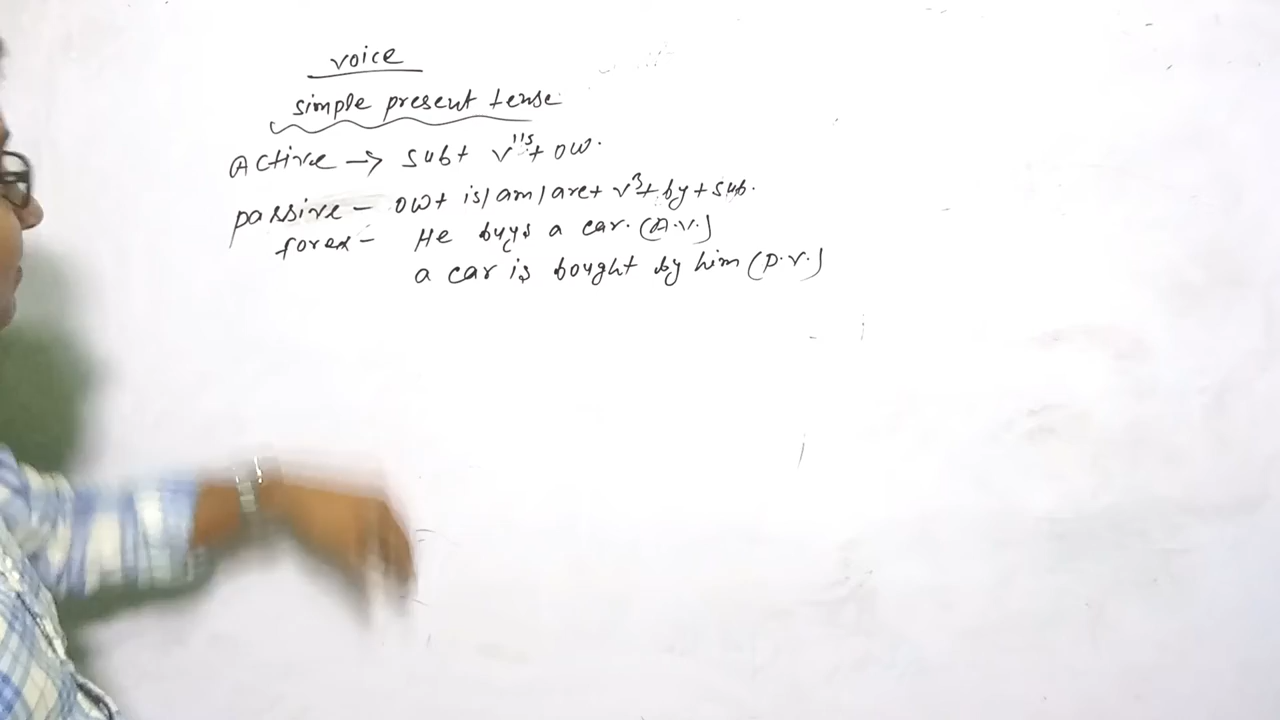 voice
simple present tense
Active → sub+ v¹/⁵+ ow.
passive - ow+ is/am/are+ v³+ by + sub.
forex - He buys a car. (A.V.)
a car is bought by him (P.V.)